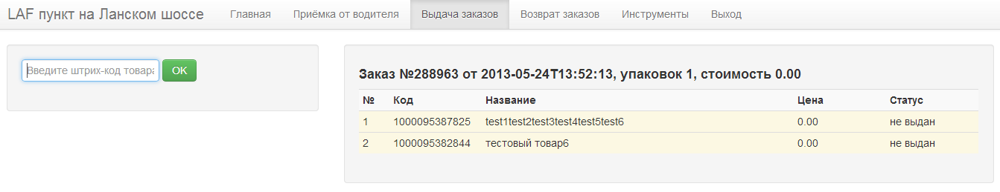 LAF пункт на Ланском шоссе Главная Приёмка от водителя Выдача заказов Возврат заказов Инструменты Выход
Введите штрих-код товара OK
Заказ №288963 от 2013-05-24T13:52:13, упаковок 1, стоимость 0.00
№ Код Название Цена Статус
1 1000095387825 test1test2test3test4test5test6 0.00 не выдан
2 1000095382844 тестовый товар6 0.00 не выдан